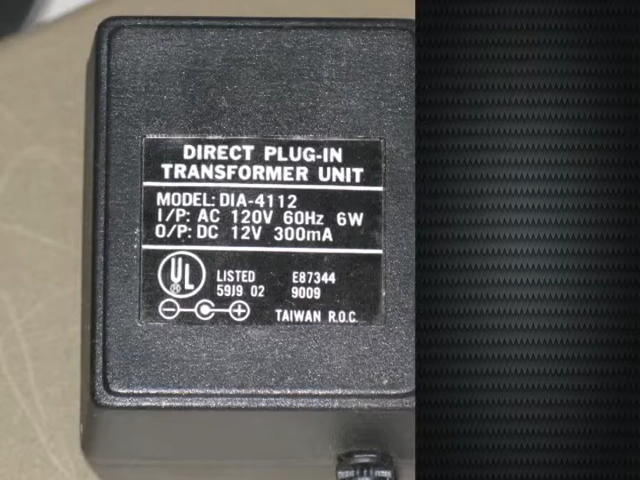 DIRECT PLUG-IN
TRANSFORMER UNIT
MODEL: DIA-4112
I/P: AC 120V 60Hz 6W
O/P: DC 12V 300mA
UL
LISTED E87344
59J9 02 9009
TAIWAN R.O.C.